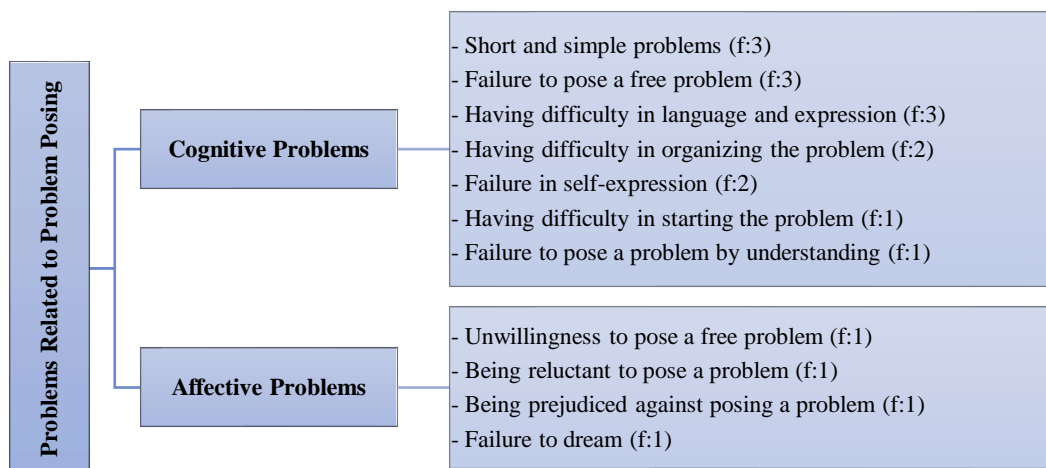 Problems Related to Problem Posing
Cognitive Problems
- Short and simple problems (f:3)
- Failure to pose a free problem (f:3)
- Having difficulty in language and expression (f:3)
- Having difficulty in organizing the problem (f:2)
- Failure in self-expression (f:2)
- Having difficulty in starting the problem (f:1)
- Failure to pose a problem by understanding (f:1)
Affective Problems
- Unwillingness to pose a free problem (f:1)
- Being reluctant to pose a problem (f:1)
- Being prejudiced against posing a problem (f:1)
- Failure to dream (f:1)